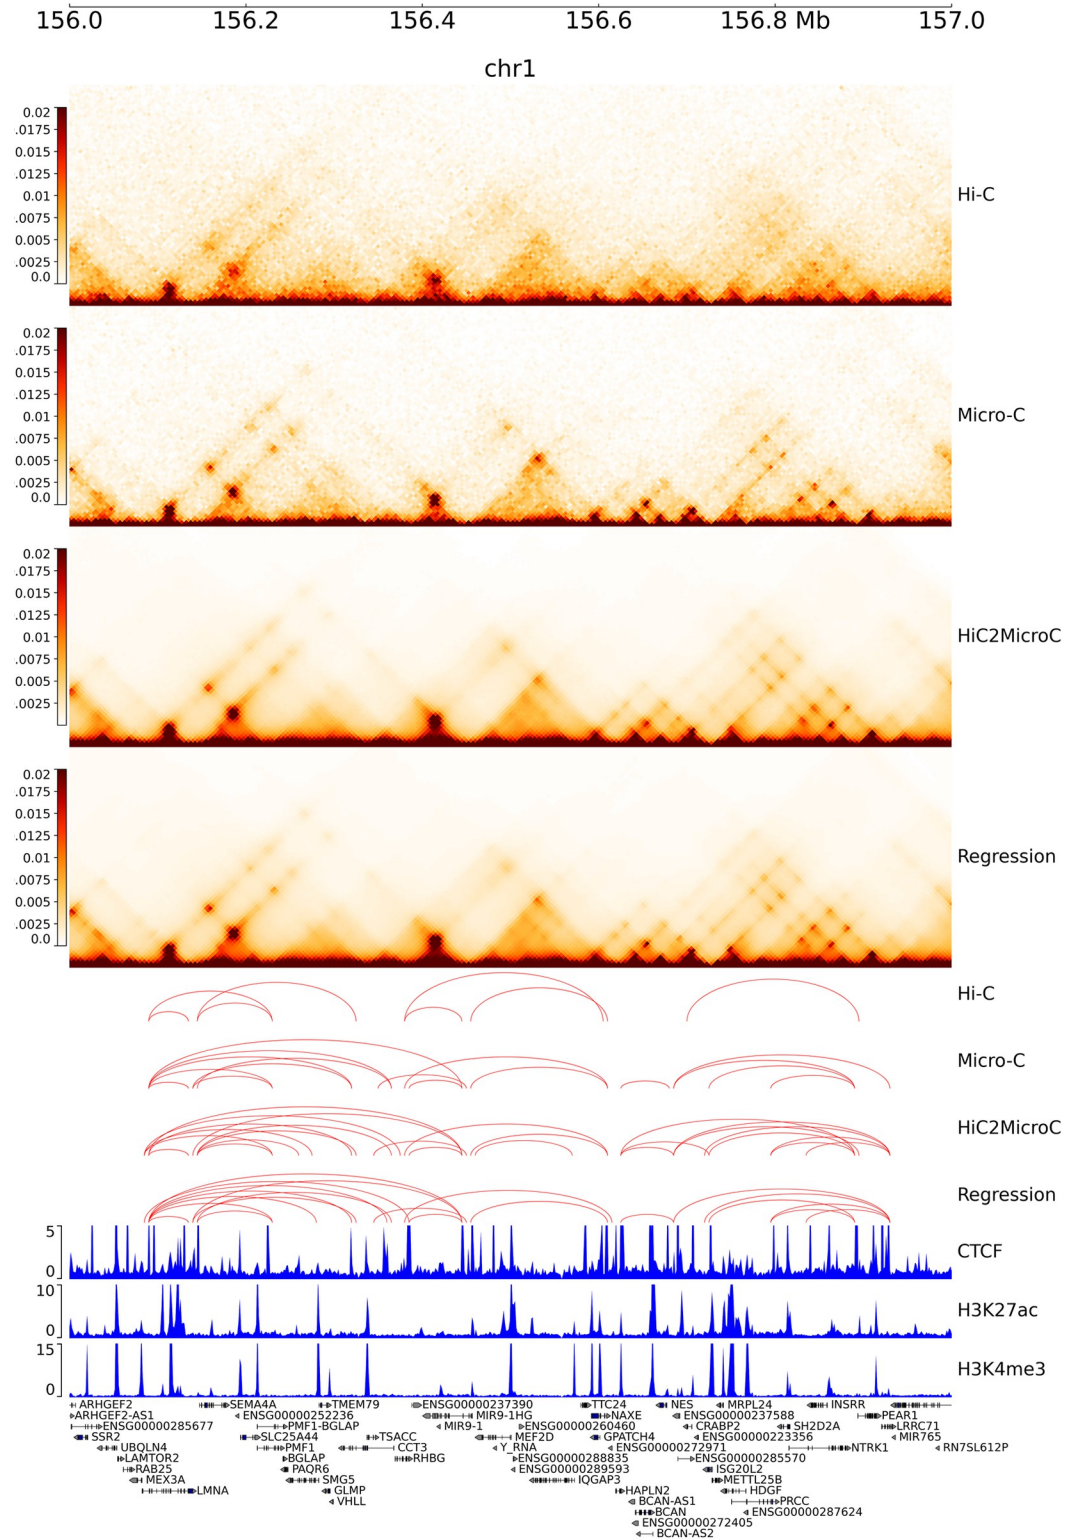 156.0 156.2 156.4 156.6 156.8 Mb 157.0
chr1
0.02
.0175
0.015
.0125
0.01
.0075
0.005
.0025
0.0
Hi-C
0.02
.0175
0.015
.0125
0.01
.0075
0.005
.0025
0.0
Micro-C
0.02
.0175
0.015
.0125
0.01
.0075
0.005
.0025
HiC2MicroC
0.02
.0175
0.015
.0125
0.01
.0075
0.005
.0025
0.0
Regression
Hi-C
Micro-C
HiC2MicroC
Regression
5
0
CTCF
10
0
H3K27ac
15
0
H3K4me3
ARHGEF2 SEMA4A TMEM79 ENSG00000237390 TTC24 NES MRPL24 INSRR
ARHGEF2-AS1 ENSG00000252236 MIR9-1HG NAXE ENSG00000237588 PEAR1
ENSG00000285677 PMF1-BGLAP MIR9-1 ENSG00000260460 CRABP2 SH2D2A LRRC71
SSR2 SLC25A44 TSACC MEF2D GPATCH4 ENSG00000223356 MIR765
UBQLN4 PMF1 CCT3 Y_RNA ENSG00000272971 NTRK1 RN7SL612P
LAMTOR2 BGLAP RHBG ENSG00000288835 ENSG00000285570
RAB25 PAQR6 ENSG00000289593 ISG20L2
MEX3A SMG5 IQGAP3 METTL25B
LMNA GLMP HAPLN2 HDGF
VHLL BCAN-AS1 PRCC
BCAN ENSG00000287624
ENSG00000272405
BCAN-AS2